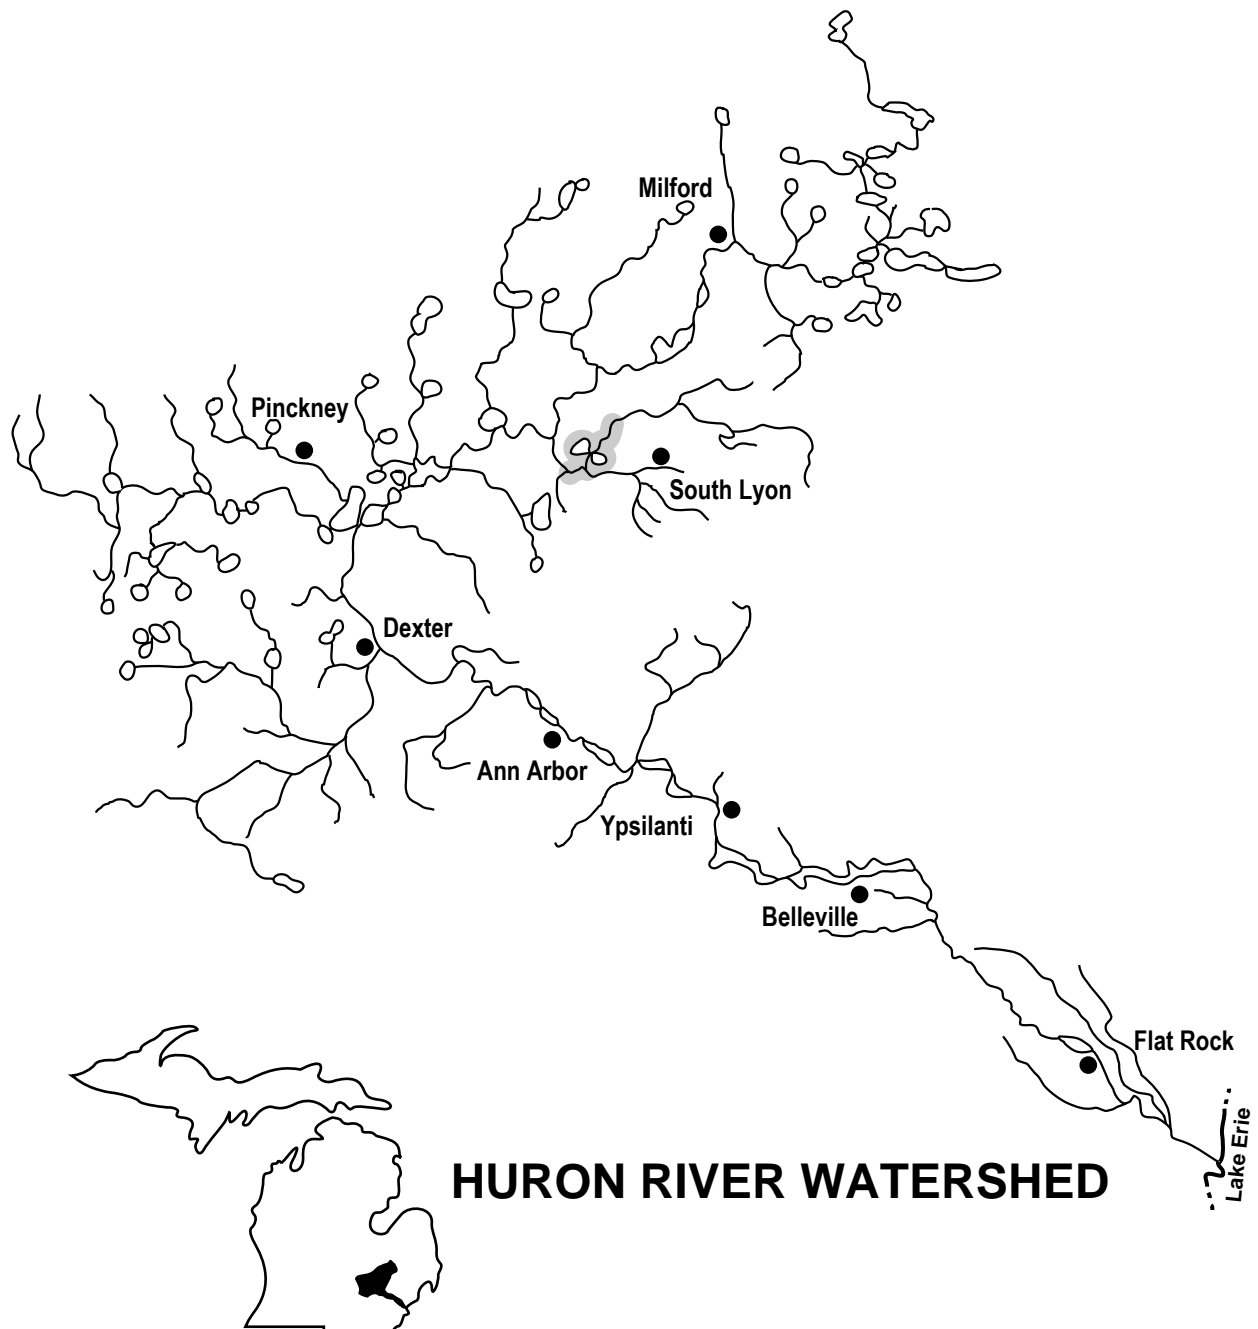 Milford
Pinckney
South Lyon
Dexter
Ann Arbor
Ypsilanti
Belleville
Flat Rock
Lake Erie
HURON RIVER WATERSHED